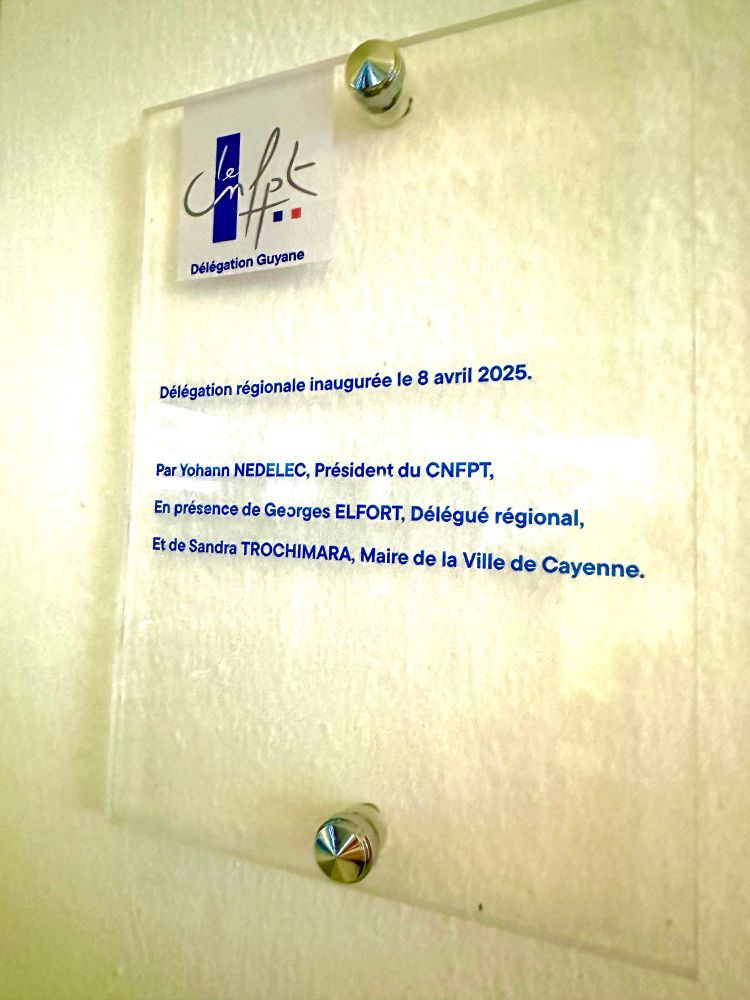 le
cnfpt
Délégation Guyane
Délégation régionale inaugurée le 8 avril 2025.
Par Yohann NEDELEC, Président du CNFPT,
En présence de Georges ELFORT, Délégué régional,
Et de Sandra TROCHIMARA, Maire de la Ville de Cayenne.